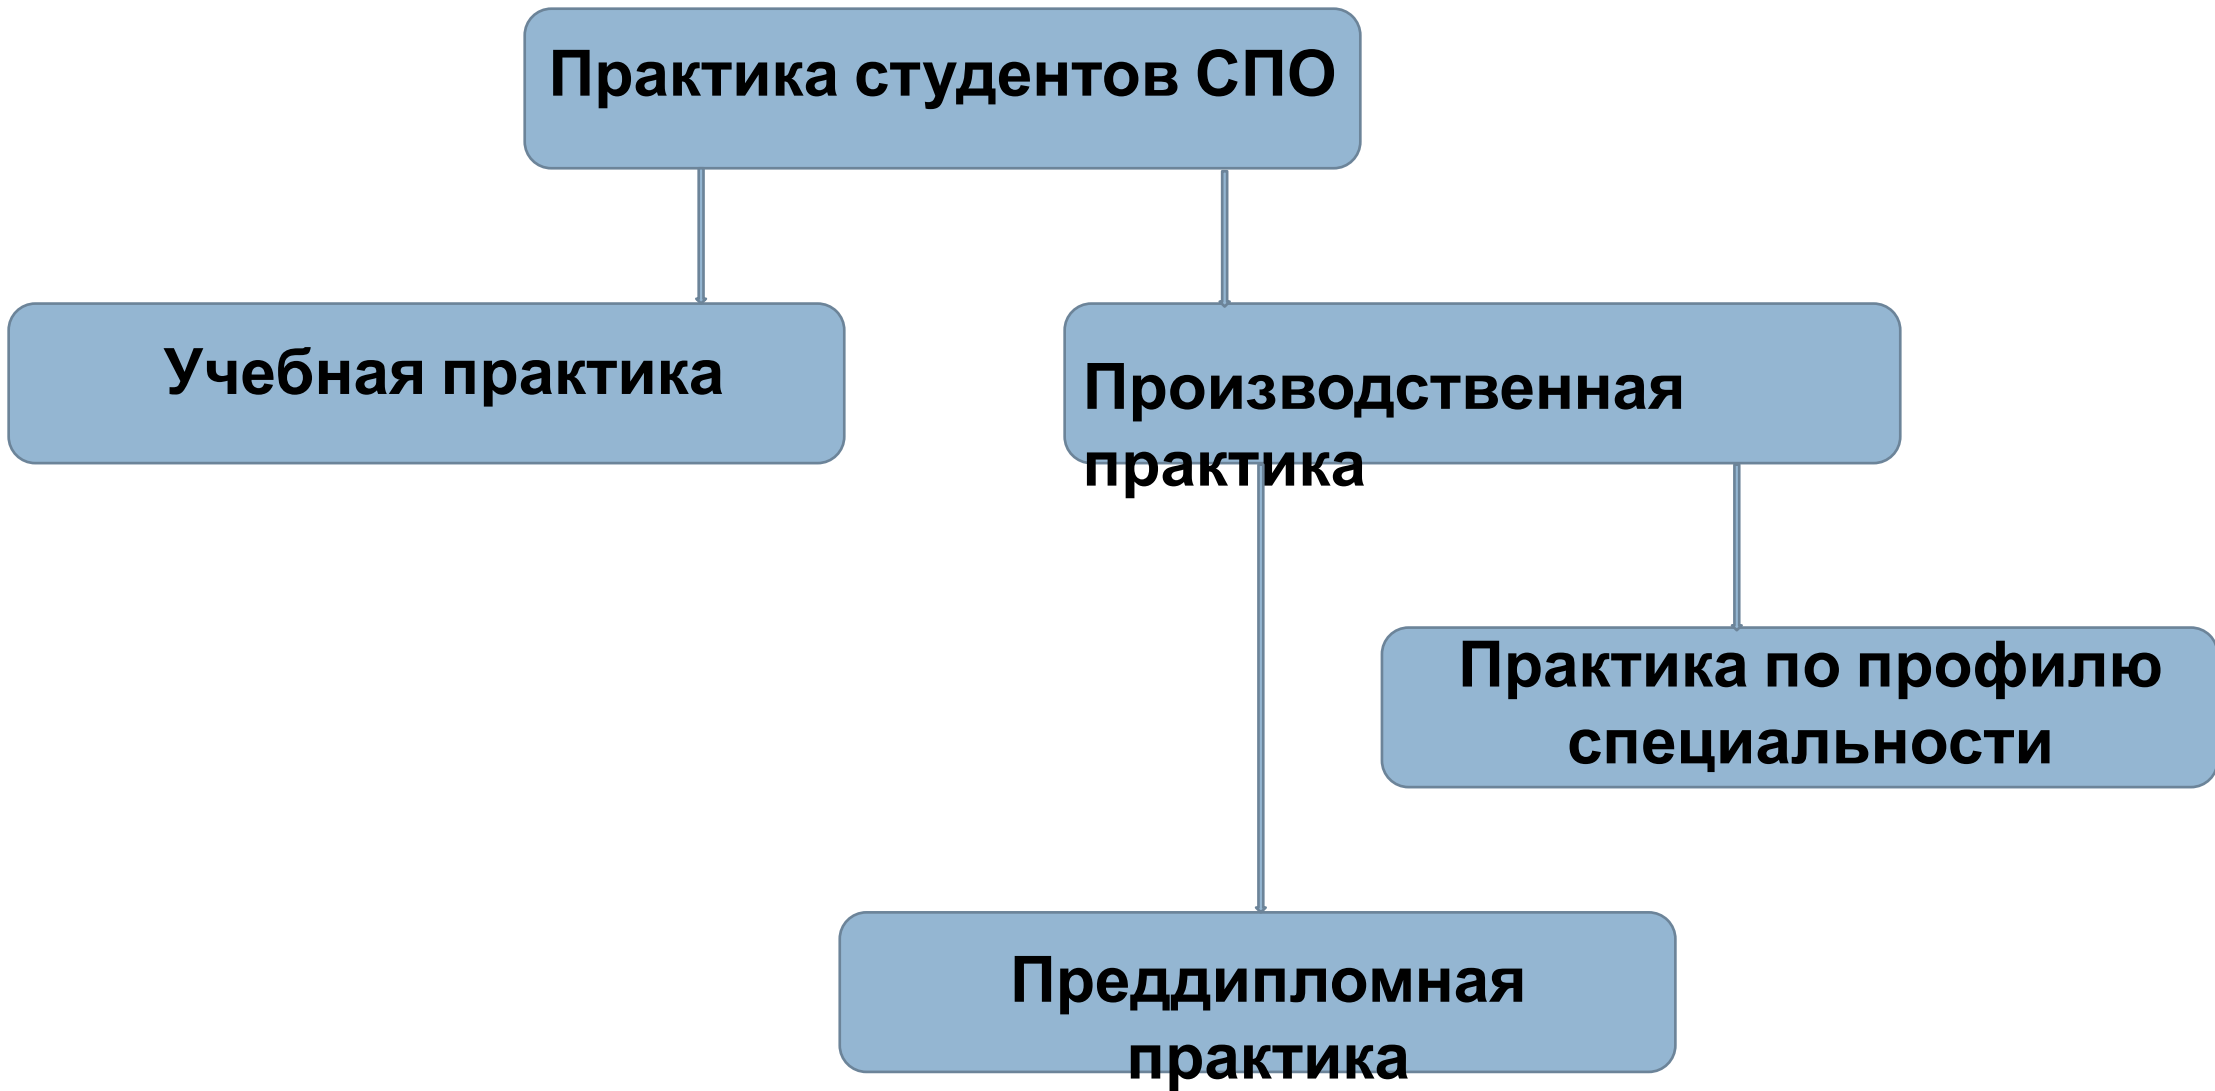 Практика студентов СПО
Учебная практика
Производственная
практика
Практика по профилю
специальности
Преддипломная
практика